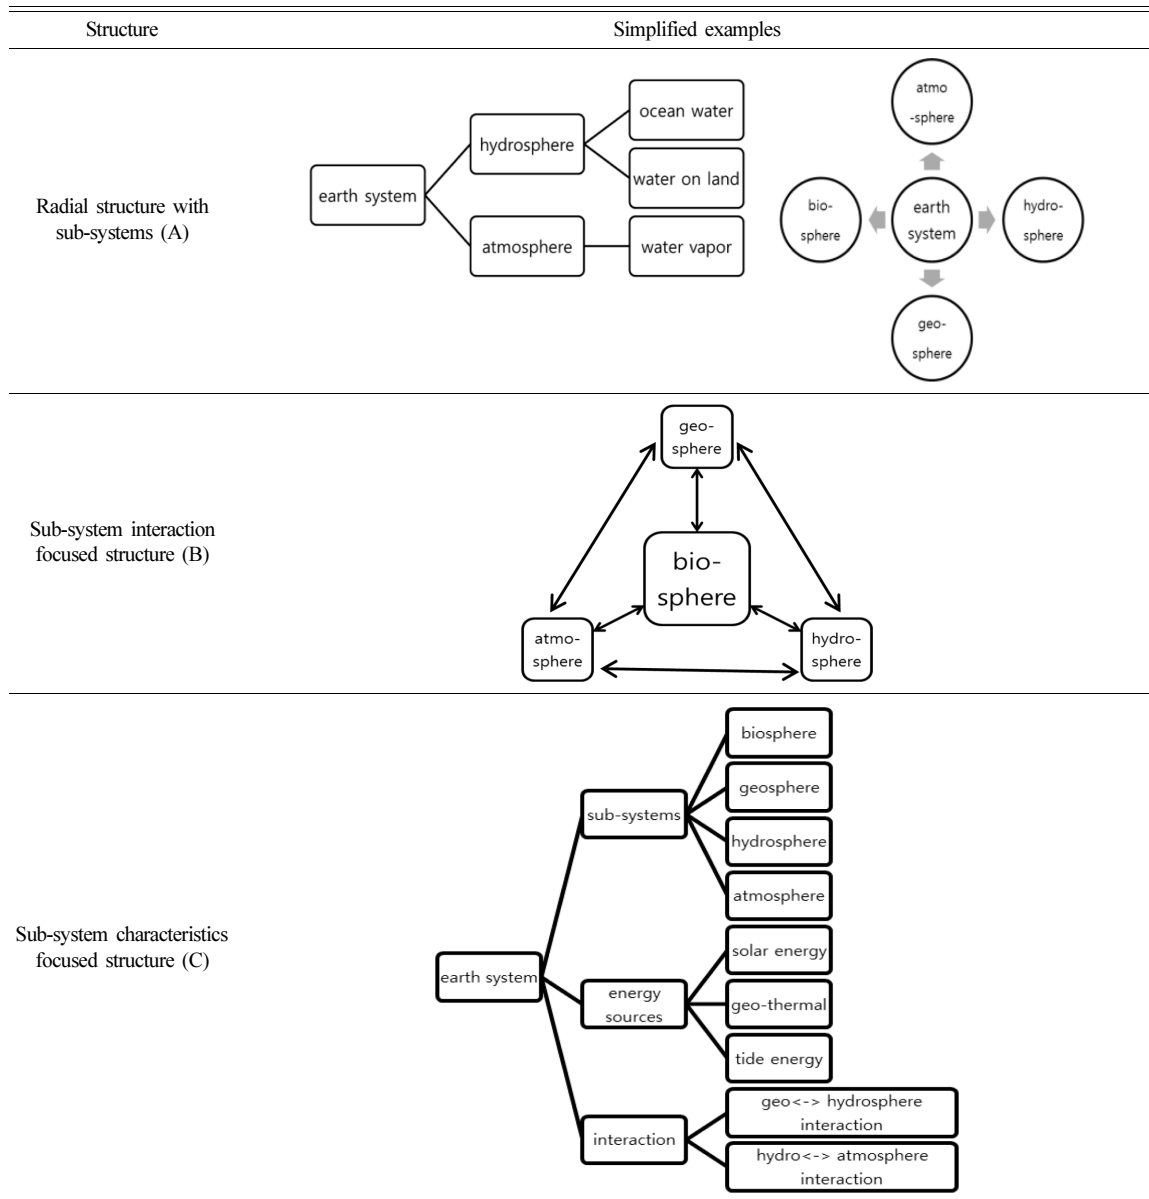 Structure
Simplified examples
Radial structure with
sub-systems (A)
earth system
hydrosphere
atmosphere
ocean water
water on land
water vapor
atmo
-sphere
bio-
sphere
earth
system
hydro-
sphere
geo-
sphere
Sub-system interaction
focused structure (B)
geo-
sphere
bio-
sphere
atmo-
sphere
hydro-
sphere
Sub-system characteristics
focused structure (C)
earth system
sub-systems
biosphere
geosphere
hydrosphere
atmosphere
energy
sources
solar energy
geo-thermal
tide energy
interaction
geo<-> hydrosphere
interaction
hydro<-> atmosphere
interaction